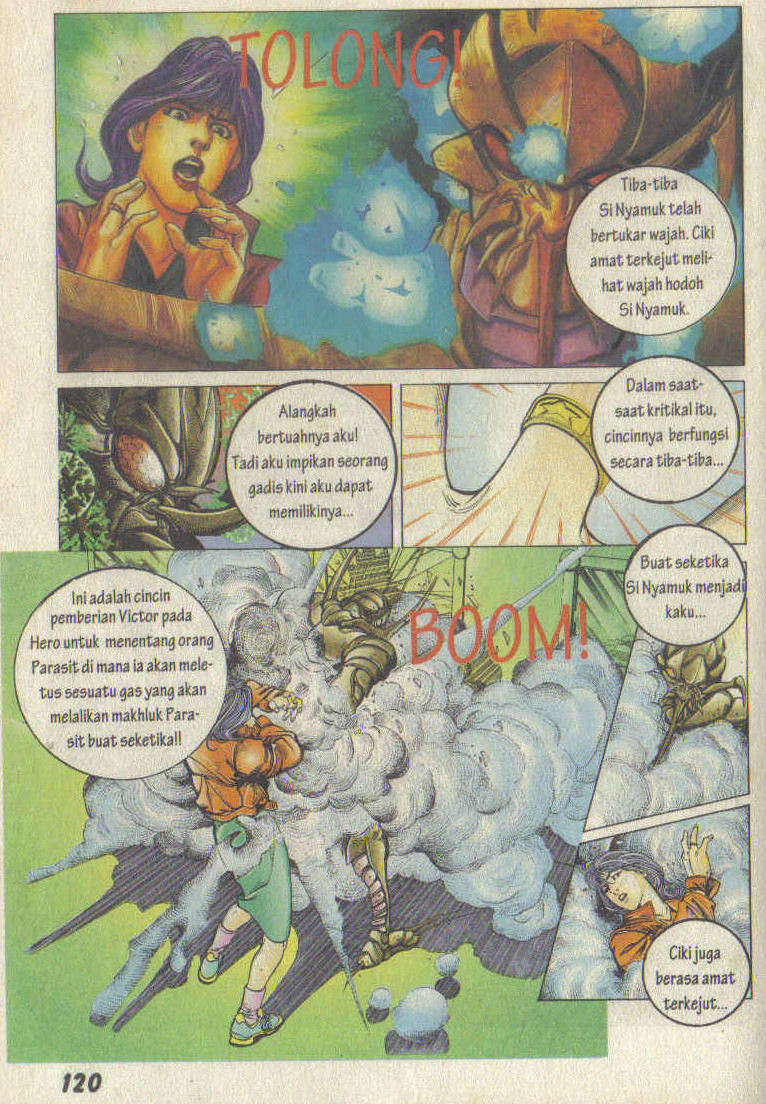 TOLONG!
Tiba-tiba
Si Nyamuk telah
bertukar wajah. Ciki
amat terkejut meli-
hat wajah hodoh
Si Nyamuk.
Alangkah
bertuahnya aku!
Tadi aku impikan seorang
gadis kini aku dapat
memilikinya...
Dalam saat-
saat kritikal itu,
cincinnya berfungsi
secara tiba-tiba...
Ini adalah cincin
pemberian Victor pada
Hero untuk menentang orang
Parasit di mana ia akan mele-
tus sesuatu gas yang akan
melalikan makhluk Para-
sit buat seketika!!
BOOM!
Buat seketika
Si Nyamuk menjadi
kaku...
Ciki juga
berasa amat
terkejut...
120